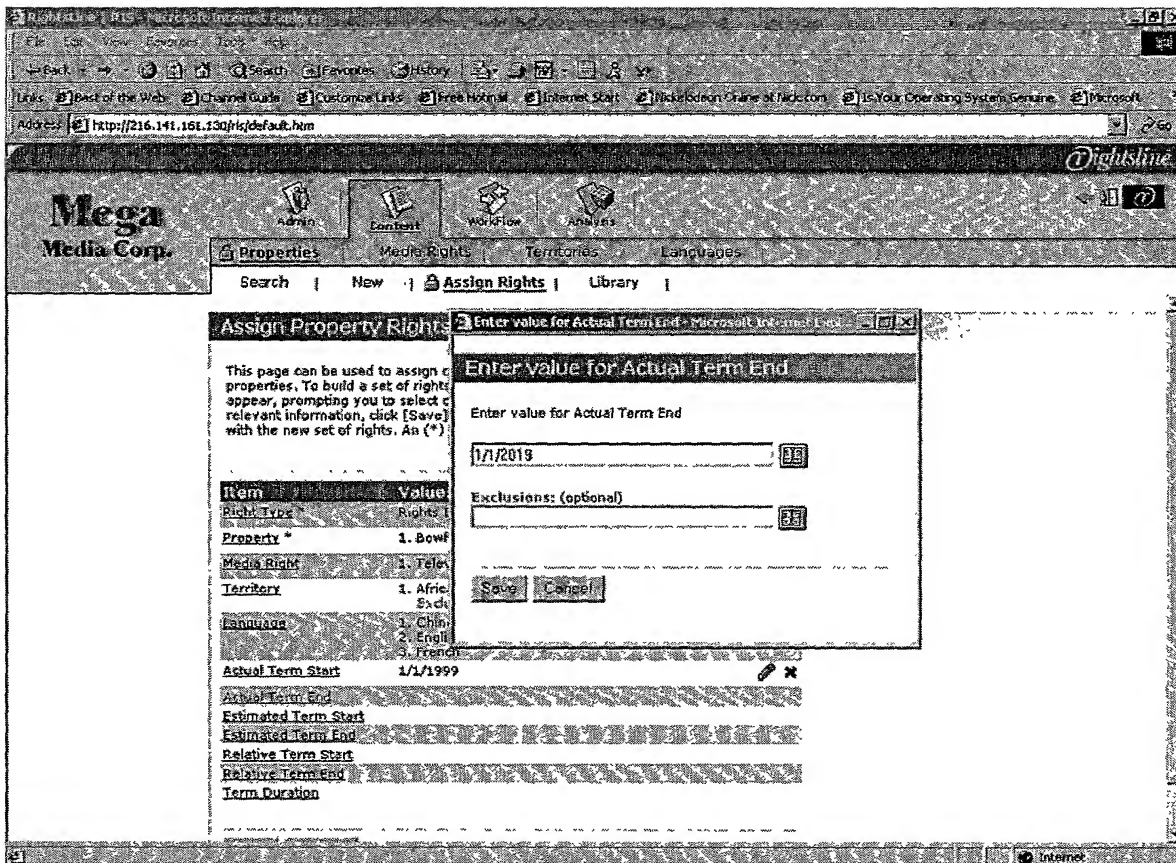 Rightsline | RIS - Microsoft Internet Explorer
File Edit View Favorites Tools Help
Back Search Favorites History
Links Best of the Web Channel Guide Customize Links Free Hotmail Internet Start Nickelodeon Online at Nick.com Is Your Operating System Genuine Microsoft
Address http://216.141.161.130/ris/default.htm Go
Rightsline
Mega
Media Corp.
Admin Content WorkFlow Analysis
Properties Media Rights Territories Languages
Search | New | Assign Rights | Library |
Assign Property Rights
This page can be used to assign
properties. To build a set of rights
appear, prompting you to select
relevant information, click [Save]
with the new set of rights. An (*)
Enter value for Actual Term End - Microsoft Internet Expl
Enter value for Actual Term End
Enter value for Actual Term End
1/1/2019
Exclusions: (optional)
Save Cancel
Item Value
Right Type * Rights
Property * 1. Bowf
Media Right 1. Telev
Territory 1. Afric
Exclu
Language 1. Chin
2. Engli
3. French
Actual Term Start 1/1/1999
Actual Term End
Estimated Term Start
Estimated Term End
Relative Term Start
Relative Term End
Term Duration
Internet